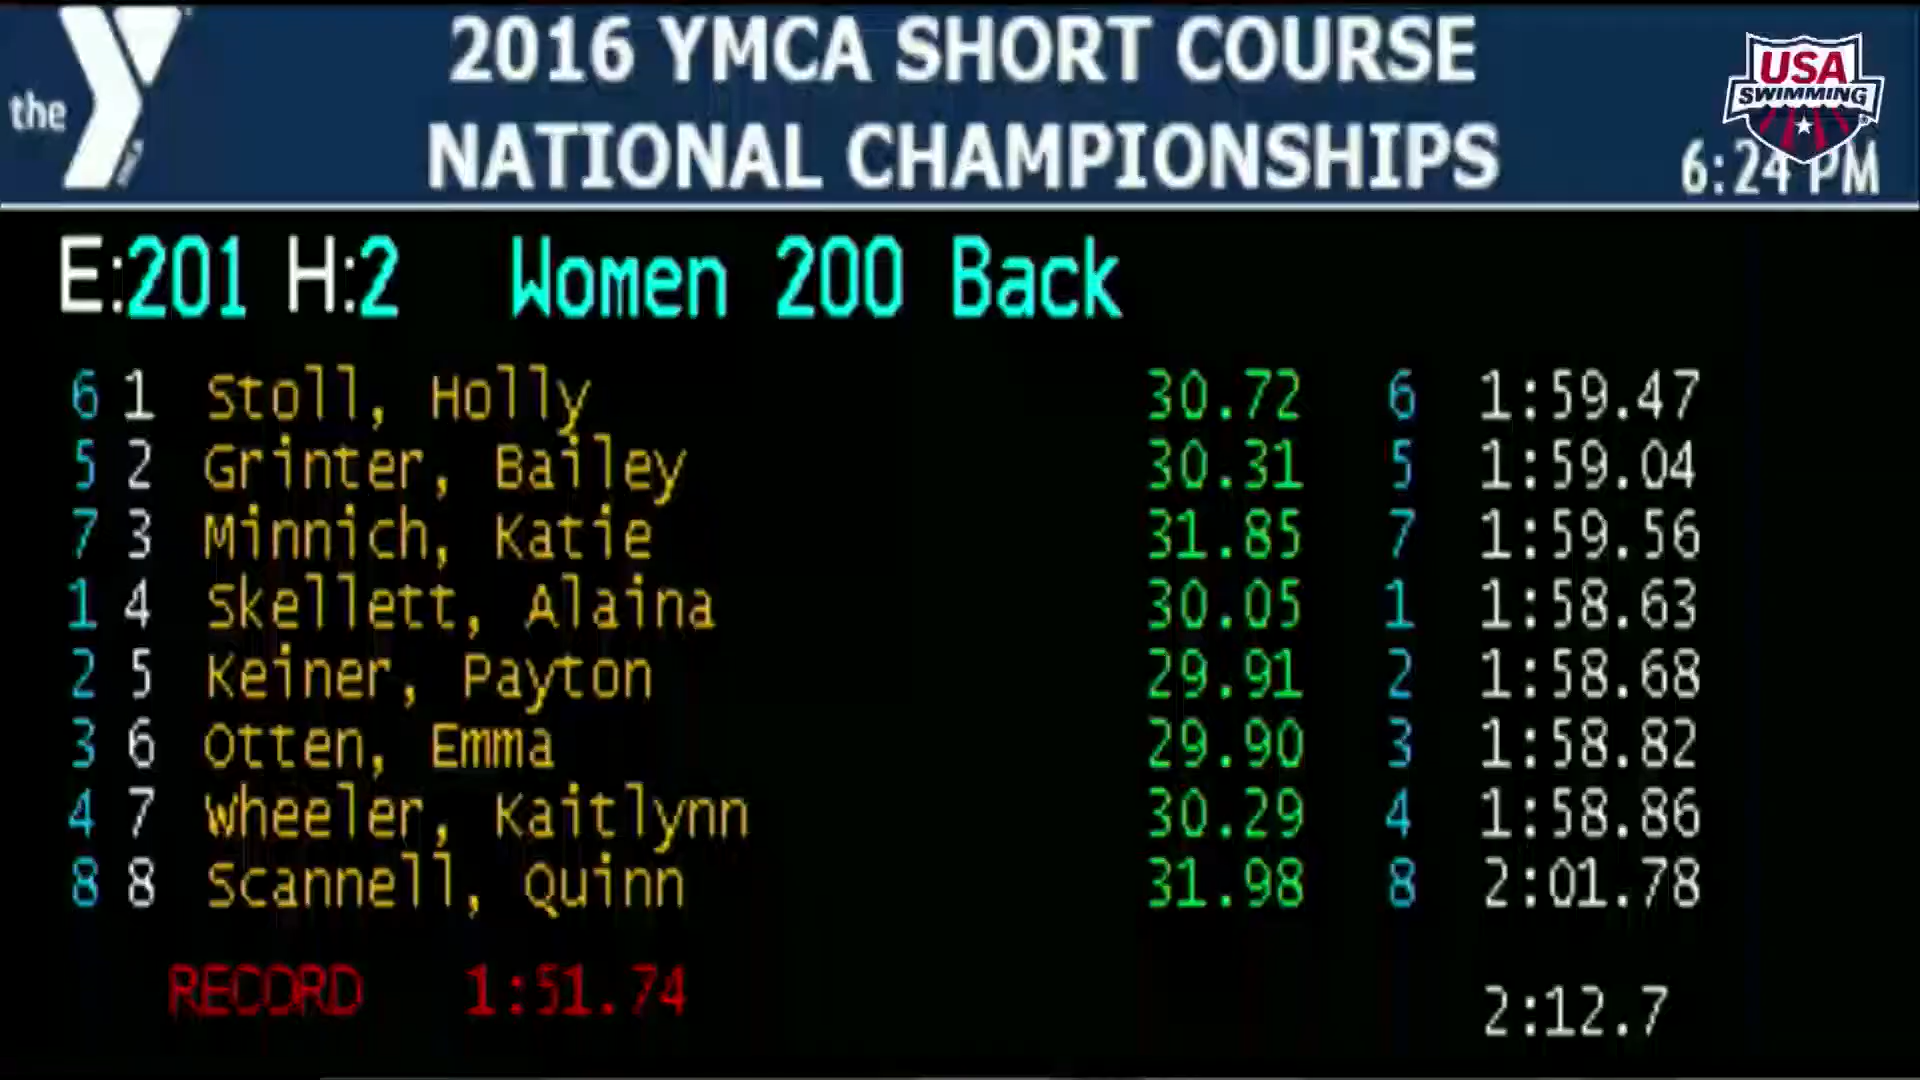 the Y
2016 YMCA SHORT COURSE
NATIONAL CHAMPIONSHIPS
USA
SWIMMING
6:24 PM
E:201 H:2 Women 200 Back
6 1 Stoll, Holly 30.72 6 1:59.47
5 2 Grinter, Bailey 30.31 5 1:59.04
7 3 Minnich, Katie 31.85 7 1:59.56
1 4 Skellett, Alaina 30.05 1 1:58.63
2 5 Keiner, Payton 29.91 2 1:58.68
3 6 Otten, Emma 29.90 3 1:58.82
4 7 Wheeler, Kaitlynn 30.29 4 1:58.86
8 8 Scannell, Quinn 31.98 8 2:01.78
RECORD 1:51.74
2:12.7